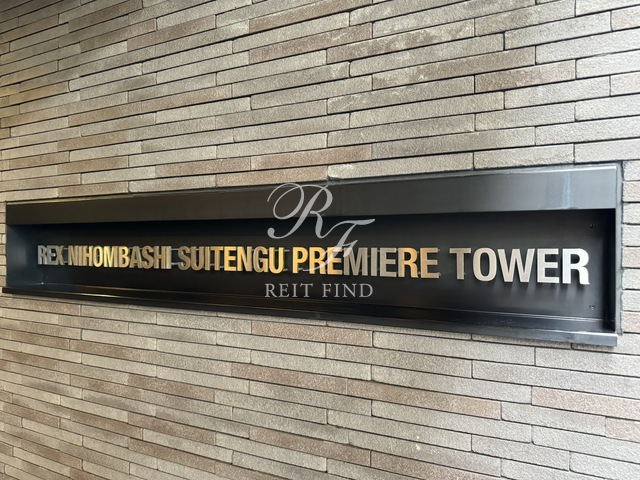 RF
REX NIHOMBASHI SUITENGU PREMIERE TOWER
REIT FIND